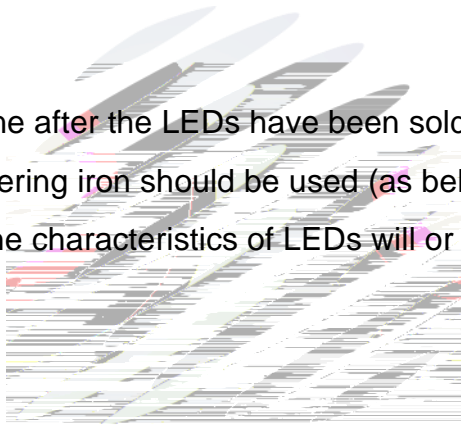 ne after the LEDs have been sold
ering iron should be used (as bel
ne characteristics of LEDs will or